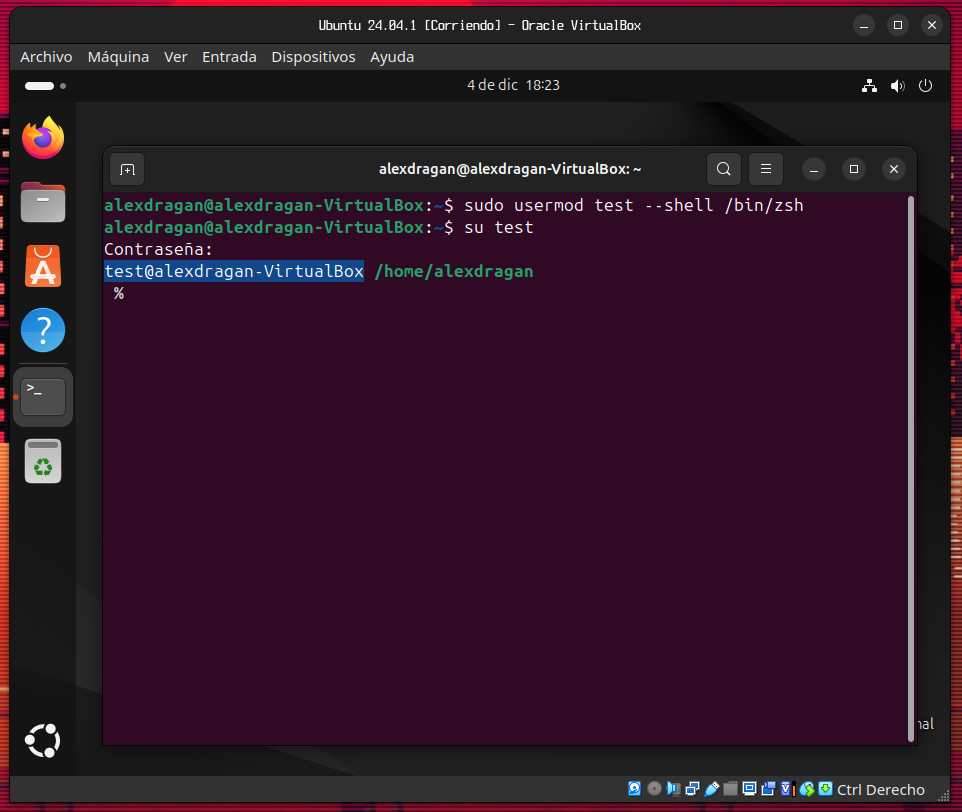 Ubuntu 24.04.1 [Corriendo] - Oracle VirtualBox
Archivo Máquina Ver Entrada Dispositivos Ayuda
4 de dic 18:23
alexdragan@alexdragan-VirtualBox: ~
alexdragan@alexdragan-VirtualBox:~$ sudo usermod test --shell /bin/zsh
alexdragan@alexdragan-VirtualBox:~$ su test
Contraseña:
test@alexdragan-VirtualBox /home/alexdragan
%
>_
Ctrl Derecho